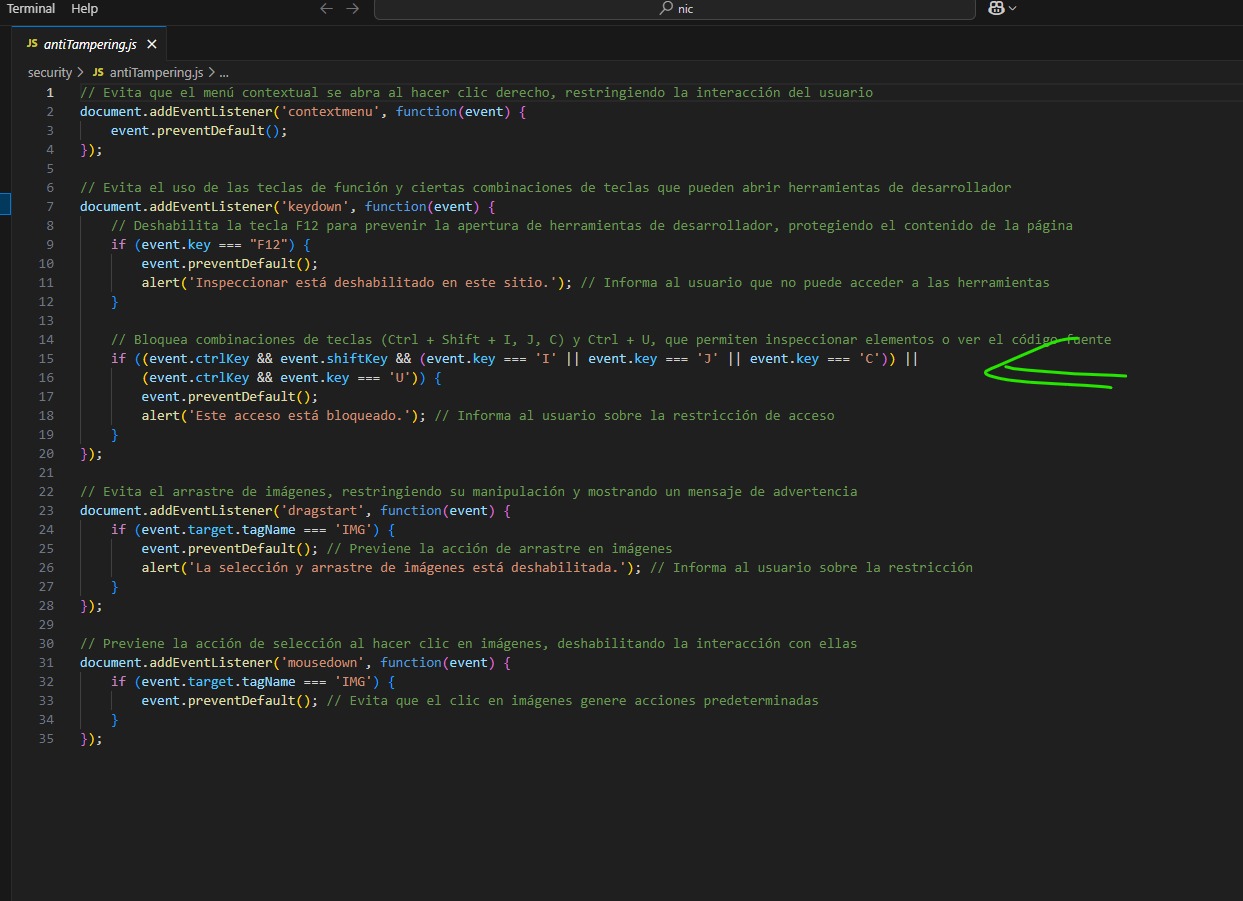 Terminal Help
nic
JS antiTampering.js ×
security > JS antiTampering.js > ...
1 // Evita que el menú contextual se abra al hacer clic derecho, restringiendo la interacción del usuario
2 document.addEventListener('contextmenu', function(event) {
3 event.preventDefault();
4 });
5
6 // Evita el uso de las teclas de función y ciertas combinaciones de teclas que pueden abrir herramientas de desarrollador
7 document.addEventListener('keydown', function(event) {
8 // Deshabilita la tecla F12 para prevenir la apertura de herramientas de desarrollador, protegiendo el contenido de la página
9 if (event.key === "F12") {
10 event.preventDefault();
11 alert('Inspeccionar está deshabilitado en este sitio.'); // Informa al usuario que no puede acceder a las herramientas
12 }
13
14 // Bloquea combinaciones de teclas (Ctrl + Shift + I, J, C) y Ctrl + U, que permiten inspeccionar elementos o ver el código fuente
15 if ((event.ctrlKey && event.shiftKey && (event.key === 'I' || event.key === 'J' || event.key === 'C')) ||
16 (event.ctrlKey && event.key === 'U')) {
17 event.preventDefault();
18 alert('Este acceso está bloqueado.'); // Informa al usuario sobre la restricción de acceso
19 }
20 });
21
22 // Evita el arrastre de imágenes, restringiendo su manipulación y mostrando un mensaje de advertencia
23 document.addEventListener('dragstart', function(event) {
24 if (event.target.tagName === 'IMG') {
25 event.preventDefault(); // Previene la acción de arrastre en imágenes
26 alert('La selección y arrastre de imágenes está deshabilitada.'); // Informa al usuario sobre la restricción
27 }
28 });
29
30 // Previene la acción de selección al hacer clic en imágenes, deshabilitando la interacción con ellas
31 document.addEventListener('mousedown', function(event) {
32 if (event.target.tagName === 'IMG') {
33 event.preventDefault(); // Evita que el clic en imágenes genere acciones predeterminadas
34 }
35 });